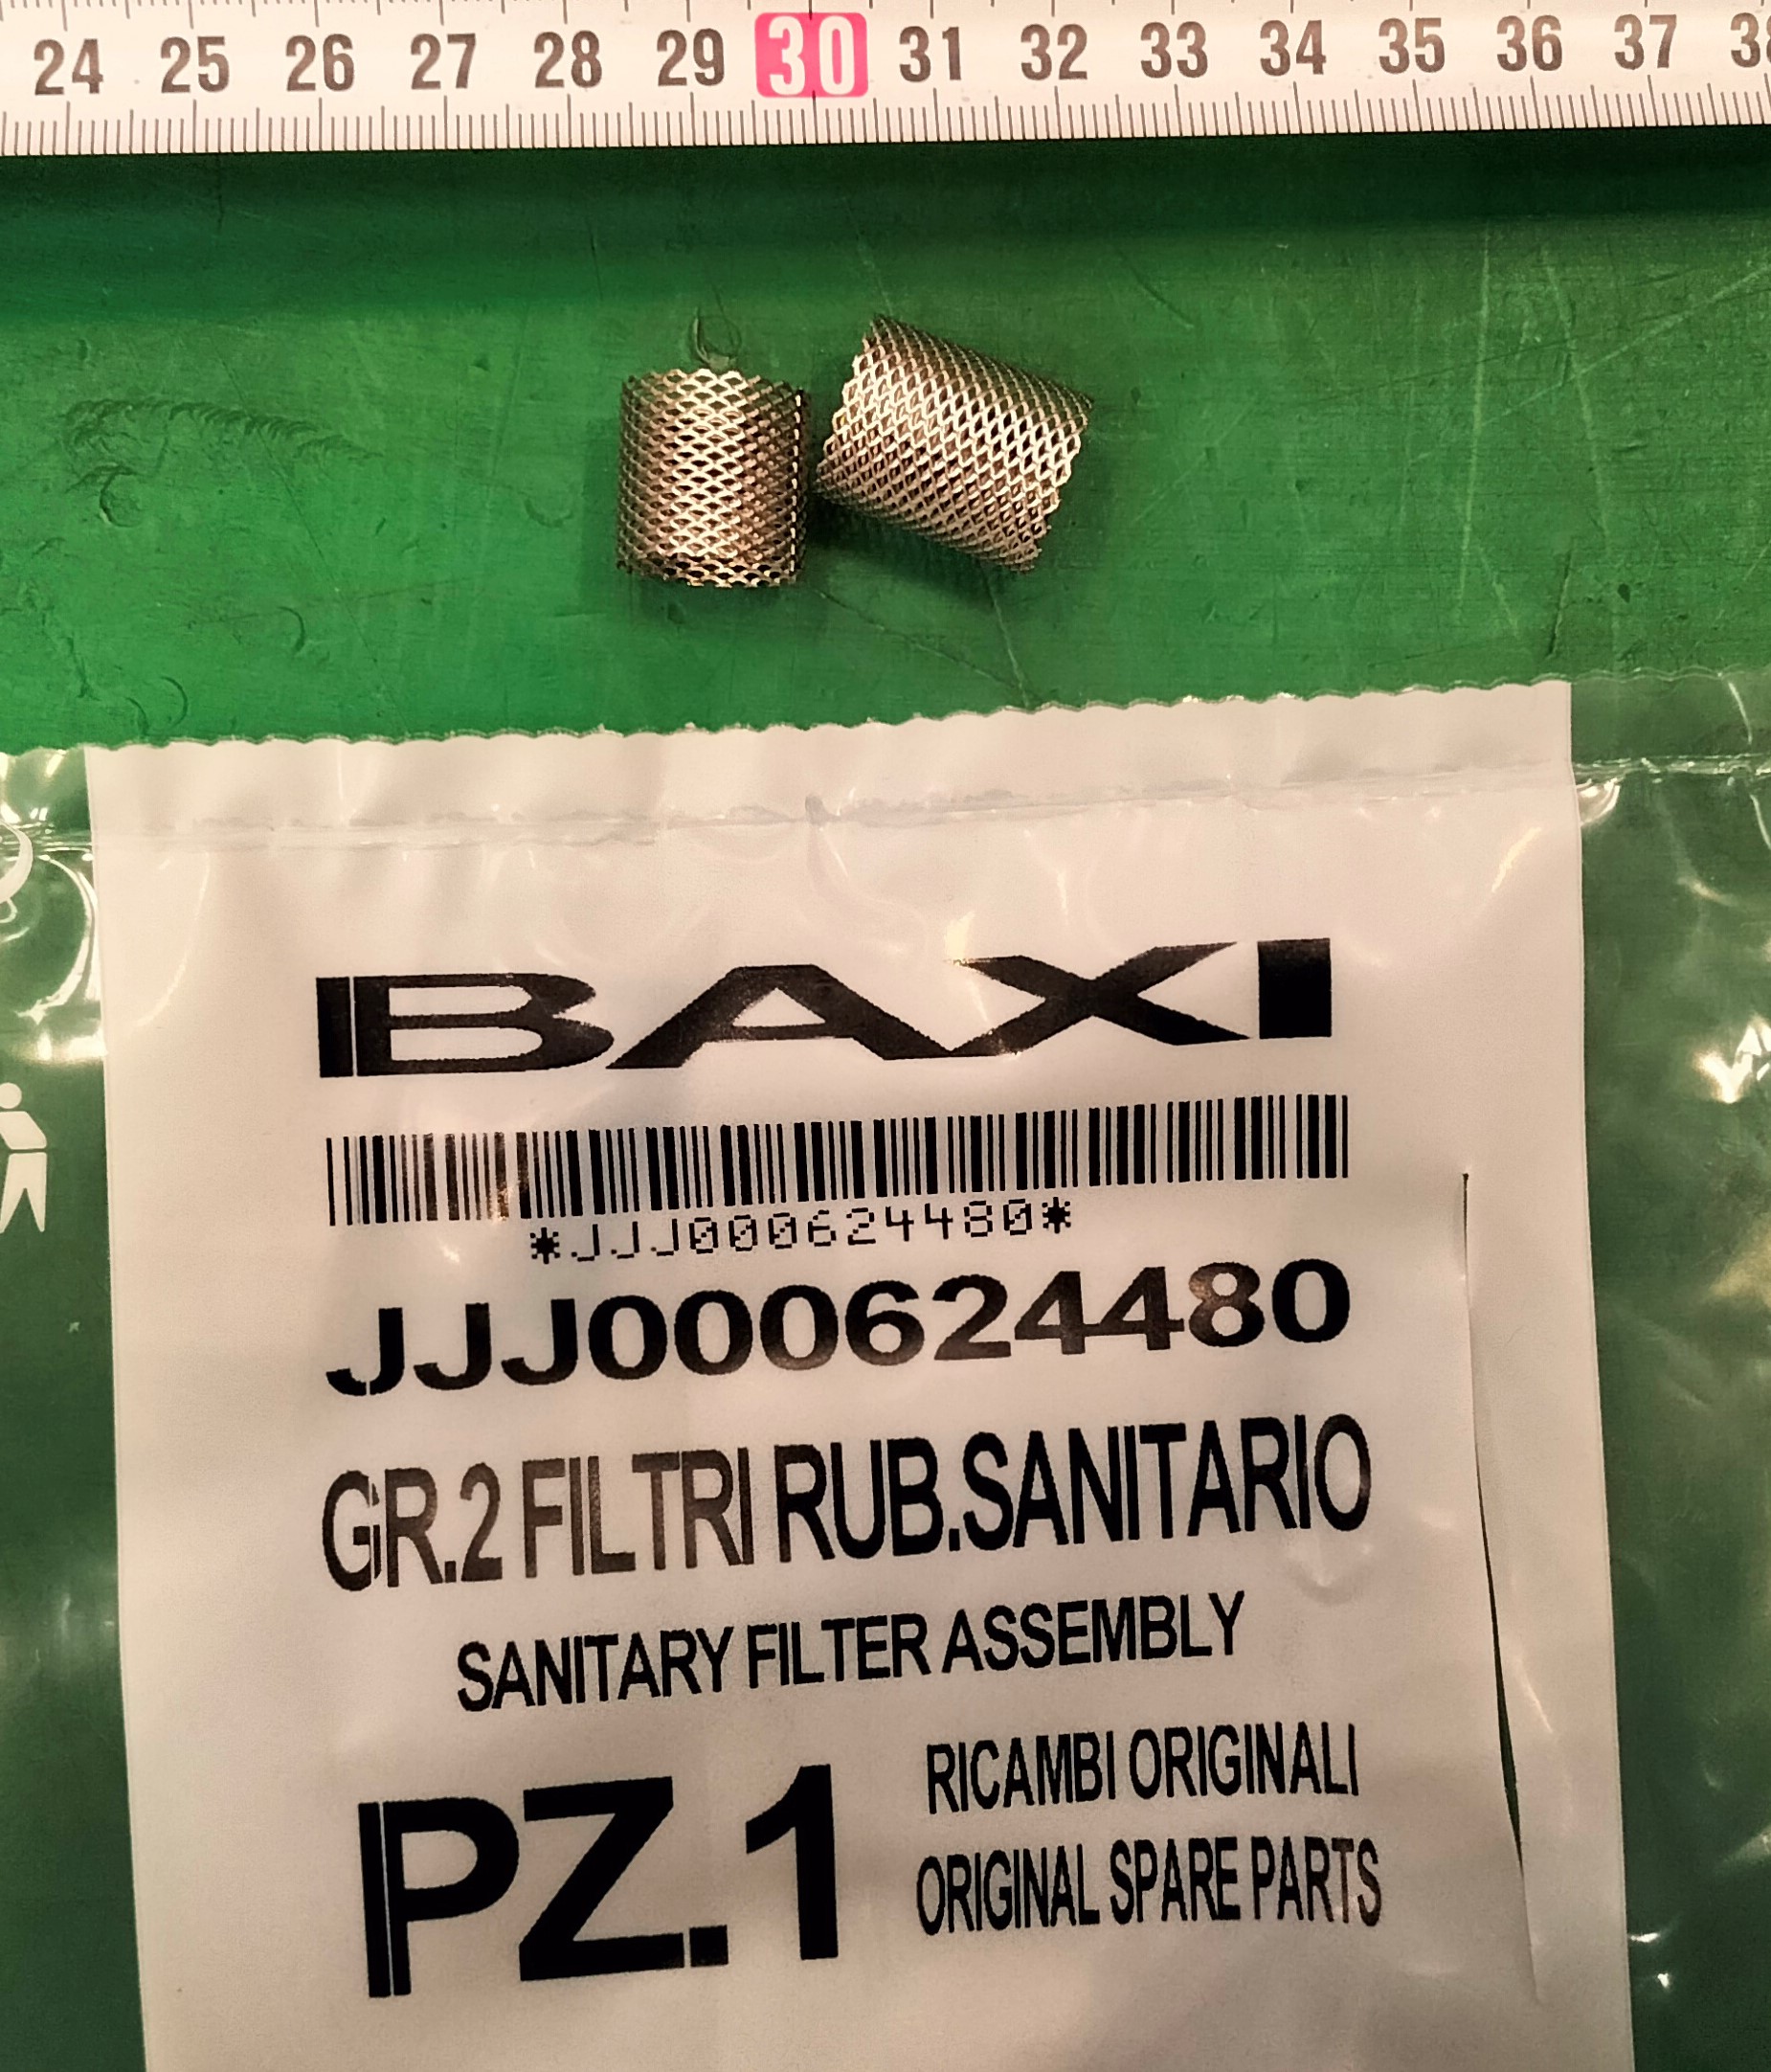 24 25 26 27 28 29 30 31 32 33 34 35 36 37 38
BAXI
*JJJ000624480*
JJJ000624480
GR.2 FILTRI RUB.SANITARIO
SANITARY FILTER ASSEMBLY
PZ.1
RICAMBI ORIGINALI
ORIGINAL SPARE PARTS